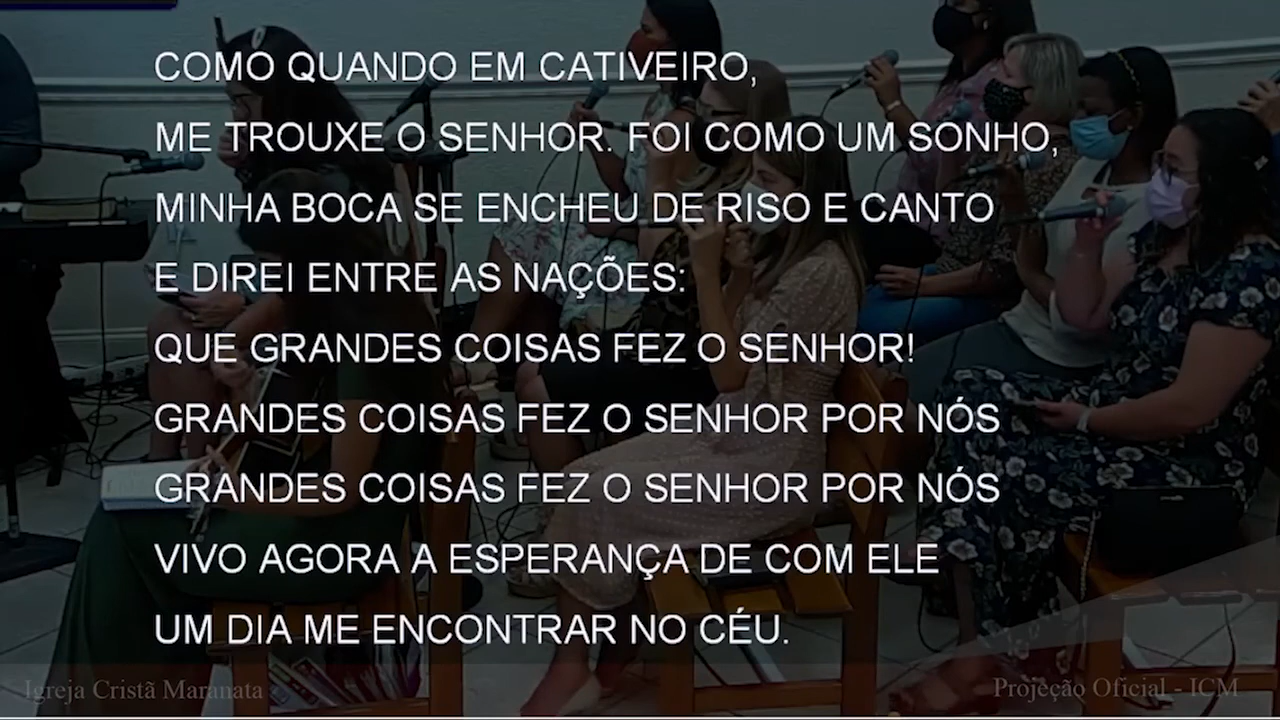 COMO QUANDO EM CATIVEIRO,
ME TROUXE O SENHOR. FOI COMO UM SONHO,
MINHA BOCA SE ENCHEU DE RISO E CANTO
E DIREI ENTRE AS NAÇÕES:
QUE GRANDES COISAS FEZ O SENHOR!
GRANDES COISAS FEZ O SENHOR POR NÓS
GRANDES COISAS FEZ O SENHOR POR NÓS
VIVO AGORA A ESPERANÇA DE COM ELE
UM DIA ME ENCONTRAR NO CÉU.
Igreja Cristã Maranata
Projeção Oficial - ICM